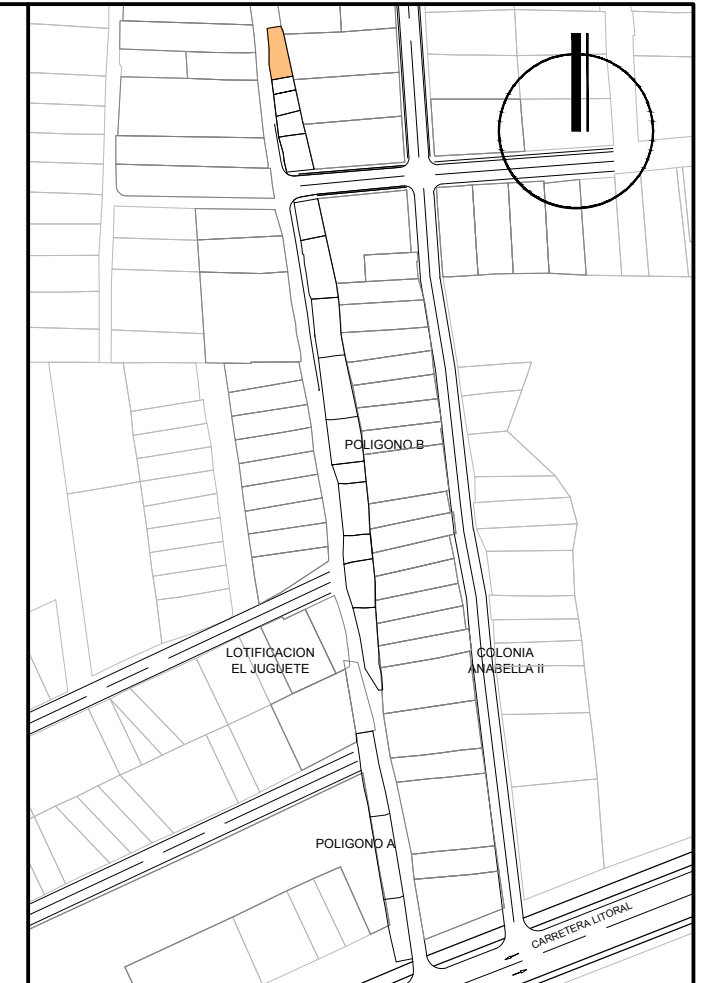 POLIGONO B
LOTIFICACION
EL JUGUETE
COLONIA
ANABELLA II
POLIGONO A
CARRETERA LITORAL